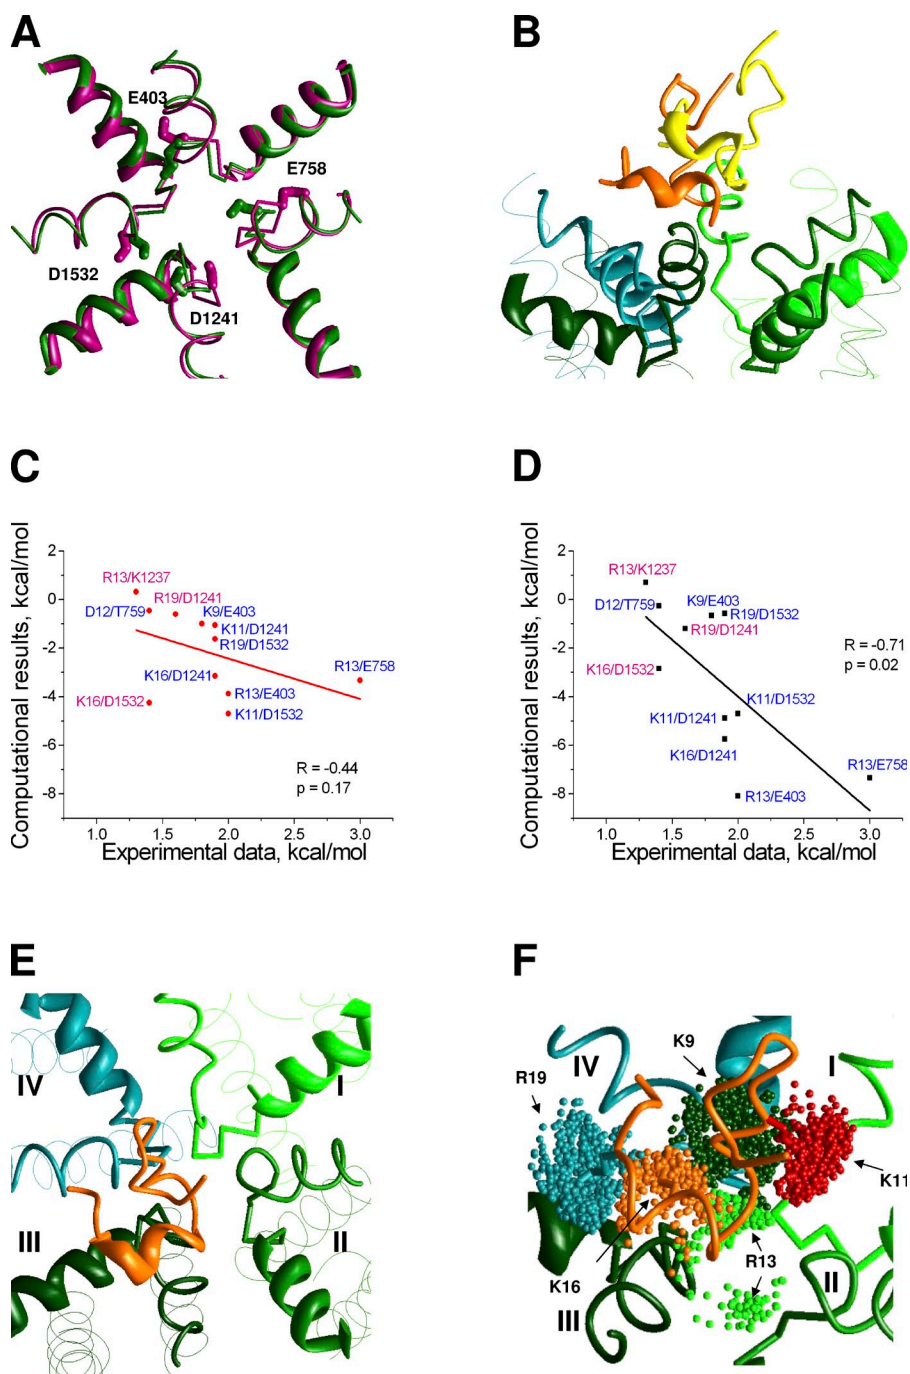 A
B
E403
E758
D1532
D1241
C
D
Computational results, kcal/mol
2
0
-2
-4
-6
-8
R13/K1237
R19/D1241
D12/T759
K9/E403
K11/D1241
R19/D1532
K16/D1241
R13/E758
K16/D1532
R13/E403
K11/D1532
R = -0.44
p = 0.17
1.0 1.5 2.0 2.5 3.0
Experimental data, kcal/mol
Computational results, kcal/mol
2
0
-2
-4
-6
-8
R13/K1237
D12/T759
K9/E403
R19/D1532
R19/D1241
R = -0.71
p = 0.02
K16/D1532
K11/D1532
K11/D1241
K16/D1241
R13/E758
R13/E403
1.0 1.5 2.0 2.5 3.0
Experimental data, kcal/mol
E
F
IV
I
III
II
K9
IV
I
R19
K11
R13
K16
II
III